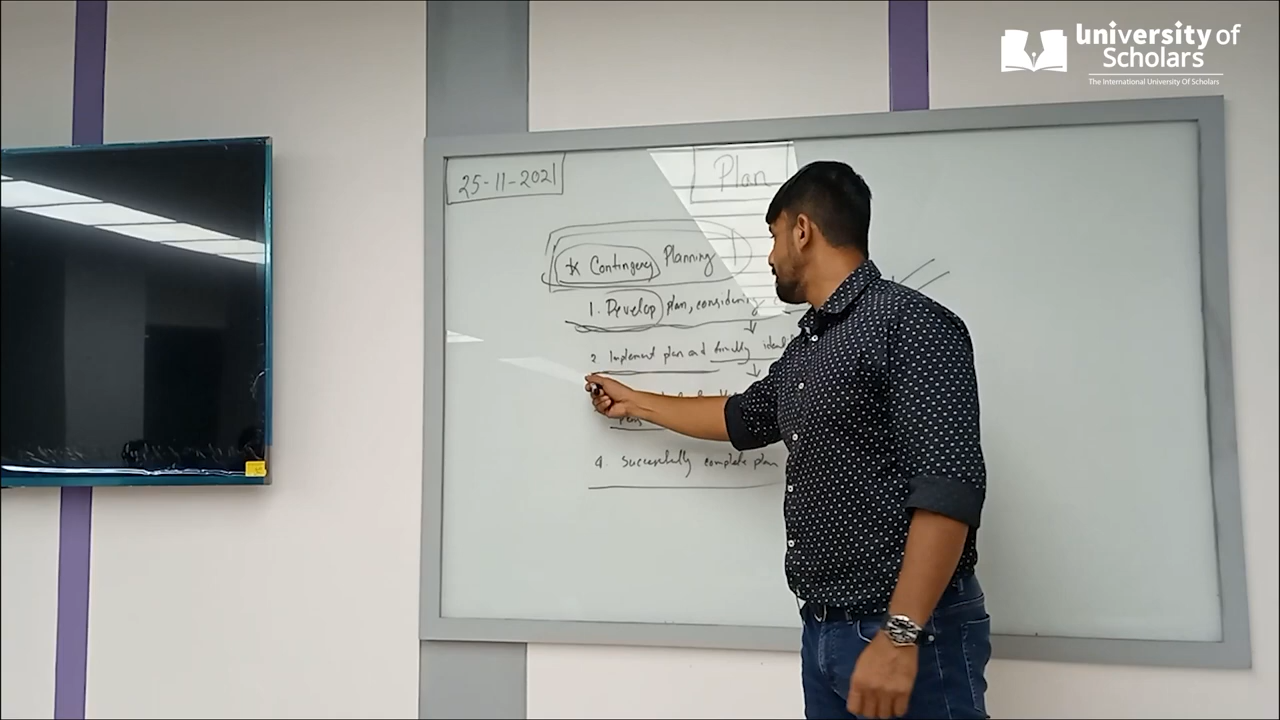 University of
Scholars
The International University Of Scholars
25-11-2021
Plan
* Contingency Planning
1. Develop plan, considering
2. Implement plan and formally
4. Successfully complete plan